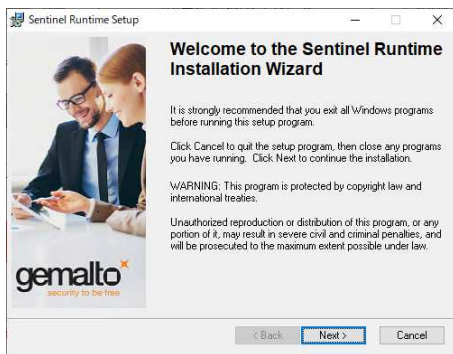 Sentinel Runtime Setup
Welcome to the Sentinel Runtime
Installation Wizard
It is strongly recommended that you exit all Windows programs
before running this setup program.
Click Cancel to quit the setup program, then close any programs
you have running. Click Next to continue the installation.
WARNING: This program is protected by copyright law and
international treaties.
Unauthorized reproduction or distribution of this program, or any
portion of it, may result in severe civil and criminal penalties, and
will be prosecuted to the maximum extent possible under law.
gemalto
security to be free
< Back
Next >
Cancel